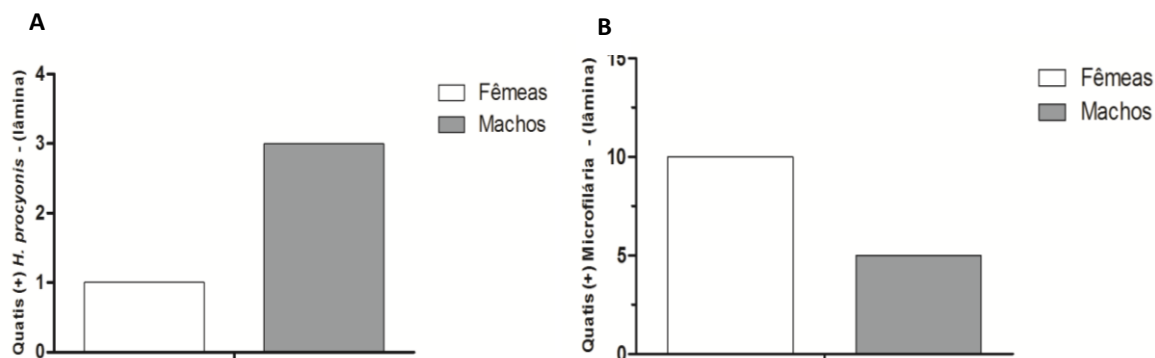 A
Quatis (+) H. procyonis - (lâmina)
4
3
2
1
0
Fêmeas
Machos
B
Quatis (+) Microfilária - (lâmina)
15
10
5
0
Fêmeas
Machos